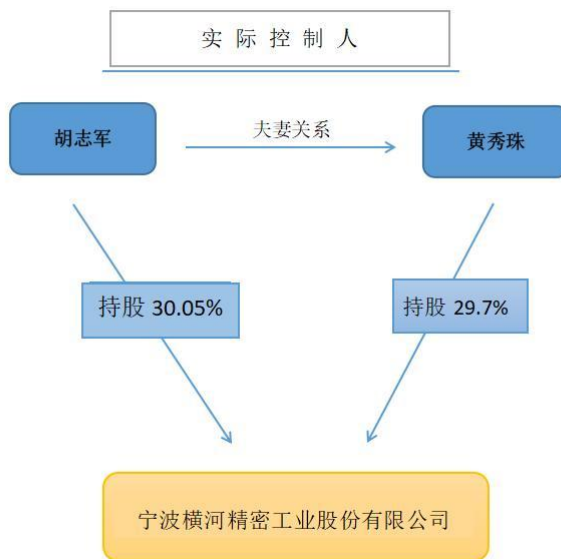 实际控制人
胡志军
夫妻关系
黄秀珠
持股 30.05%
持股 29.7%
宁波横河精密工业股份有限公司